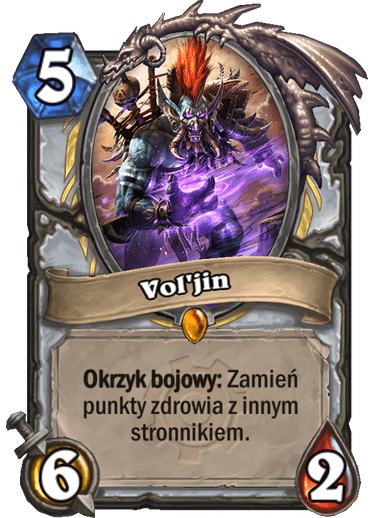 5
Vol'jin
Okrzyk bojowy: Zamień
punkty zdrowia z innym
stronnikiem.
6
2